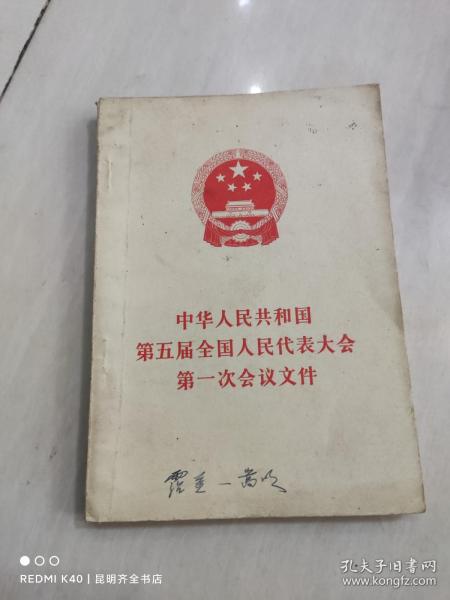 中华人民共和国
第五届全国人民代表大会
第一次会议文件
REDMI K40 | 昆明齐全书店
孔夫子旧书网
www.kongfz.com